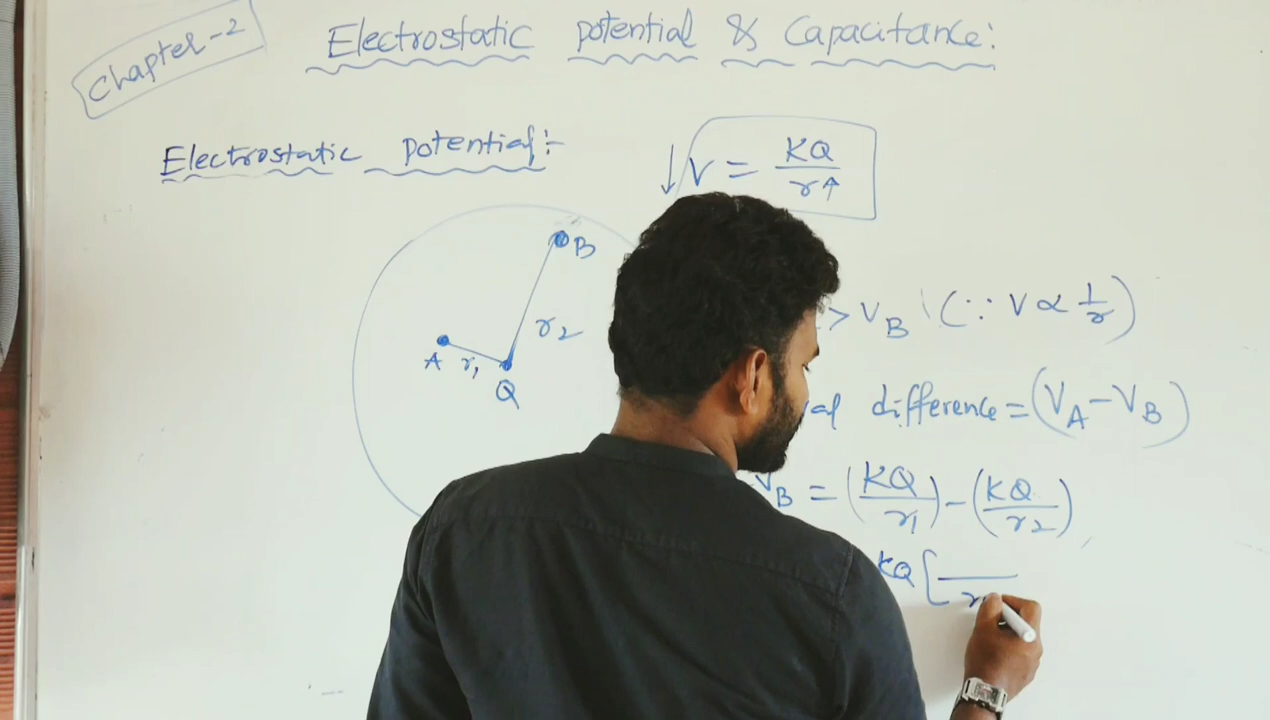 Chapter-2
Electrostatic potential & Capacitance:
Electrostatic potential:-
↓V = KQ/r↑
B
A
r₁
r₂
Q
> V_B (∵ V ∝ 1/r)
difference = (V_A - V_B)
V_B = (KQ/r₁) - (KQ/r₂)
KQ [